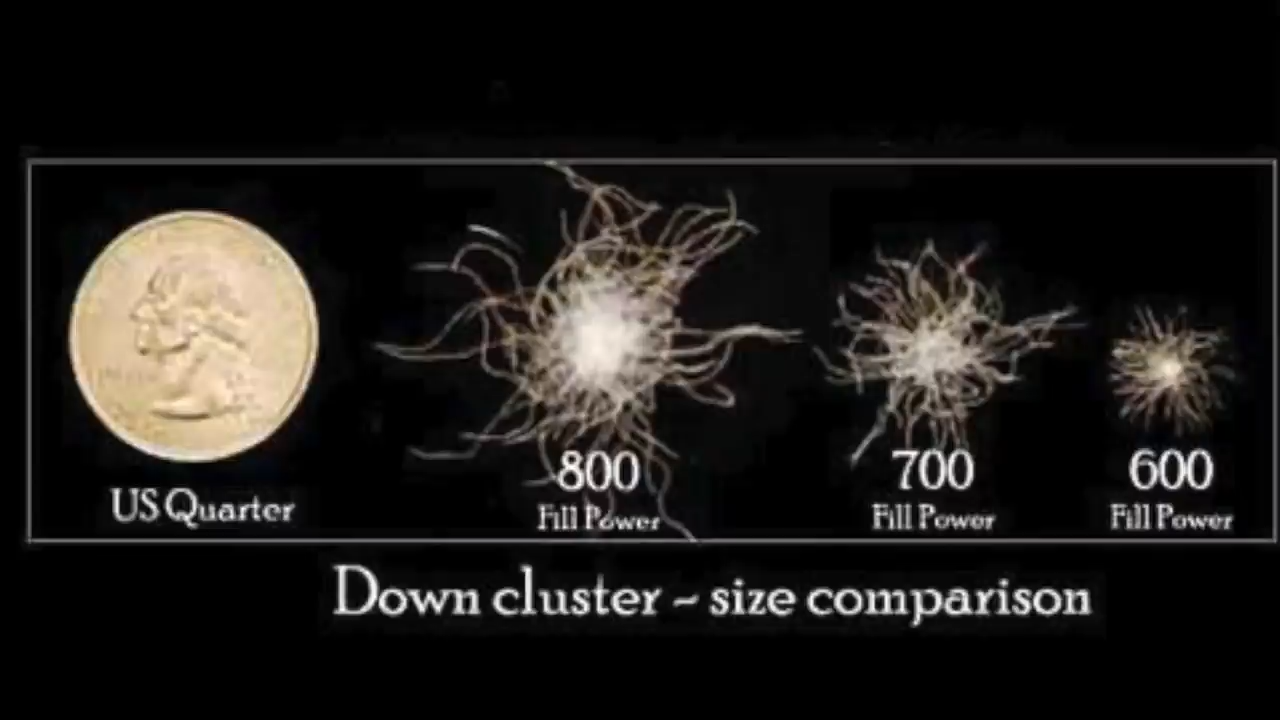 US Quarter
800
Fill Power
700
Fill Power
600
Fill Power
Down cluster ~ size comparison